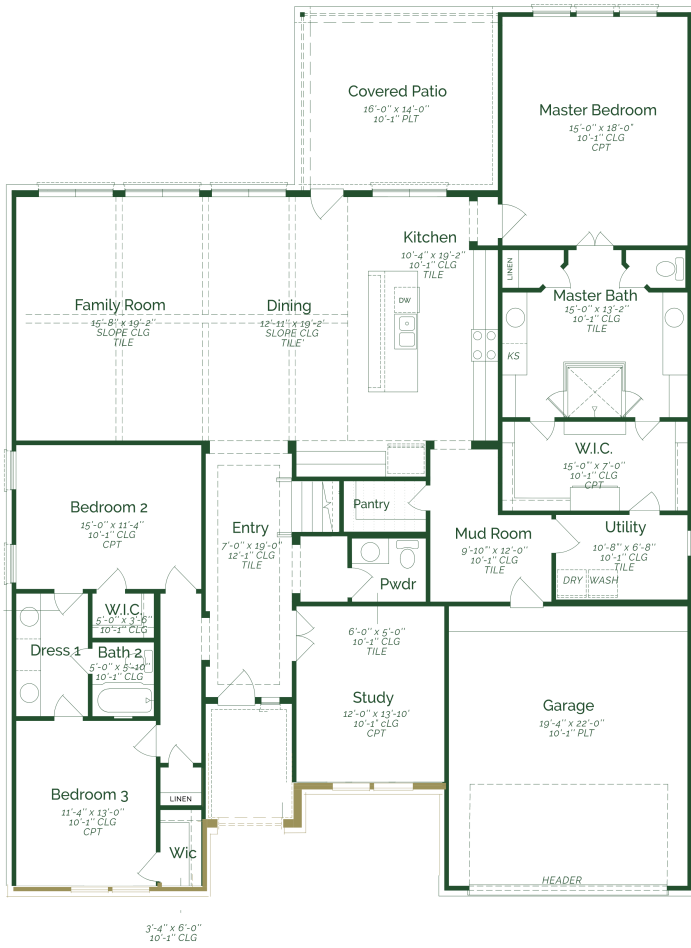 Covered Patio
16'-0" x 14'-0"
10'-1" PLT
Master Bedroom
15'-0" x 18'-0"
10'-1" CLG
CPT
Kitchen
10'-4" x 19'-2"
10'-1" CLG
TILE
LINEN
Family Room
15'-8" x 19'-2"
SLOPE CLG
TILE
Dining
12'-11" x 19'-2'
SLOPE CLG
TILE'
DW
Master Bath
15'-0" x 13'-2"
10'-1" CLG
TILE
KS
W.I.C.
15'-0" x 7'-0"
10'-1" CLG
CPT
Bedroom 2
15'-0" x 11'-4"
10'-1" CLG
CPT
Entry
7'-0" x 19'-0"
12'-1" CLG
TILE
Pantry
Mud Room
9'-10" x 12'-0"
10'-1" CLG
TILE
Utility
10'-8" x 6'-8"
10'-1" CLG
TILE
DRY
WASH
Pwdr
6'-0" x 5'-0"
10'-1" CLG
TILE
W.I.C.
5'-0" x 3'-6"
10'-1" CLG
Dress 1
Bath 2
5'-0" x 5'-10"
10'-1" CLG
Study
12'-0" x 13'-10'
10'-1" cLG
CPT
Garage
19'-4" x 22'-0"
10'-1" PLT
Bedroom 3
11'-4" x 13'-0"
10'-1" CLG
CPT
LINEN
Wic
3'-4" x 6'-0"
10'-1" CLG
HEADER